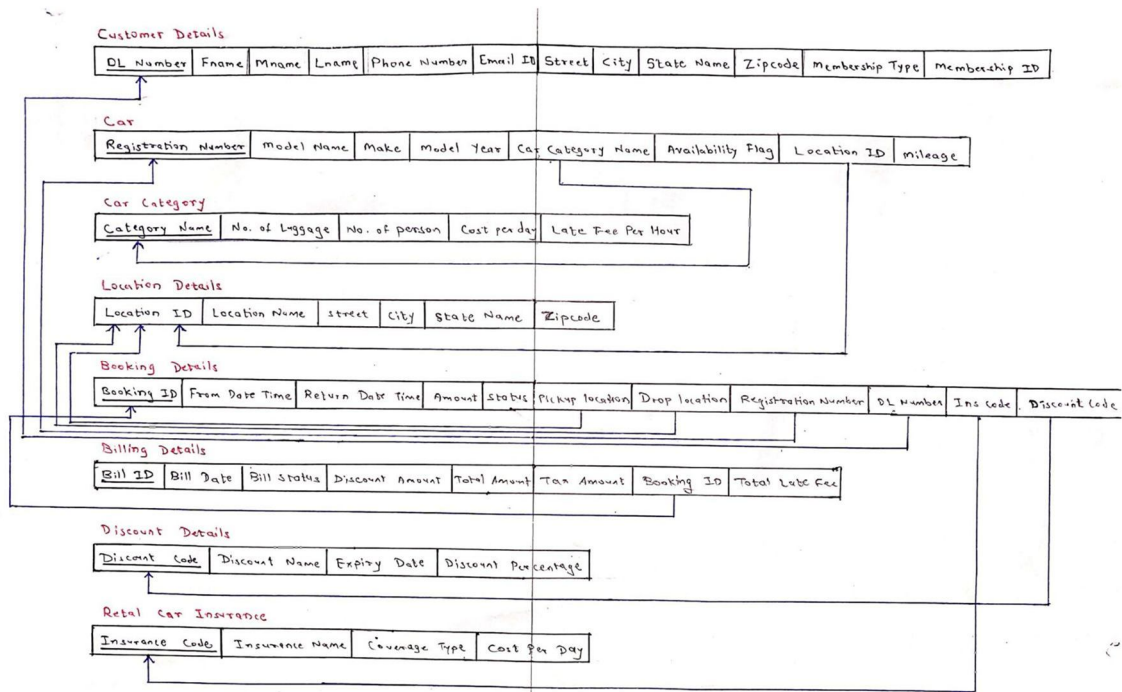 Customer Details
DL Number Fname Mname Lname Phone Number Email ID Street City State Name Zipcode Membership Type Membership ID
Car
Registration Number Model Name Make Model Year Car Category Name Availability Flag Location ID Mileage
Car Category
Category Name No. of Luggage No. of person Cost per day Late Fee Per Hour
Location Details
Location ID Location Name Street City State Name Zipcode
Booking Details
Booking ID From Date Time Return Date Time Amount Status Pickup location Drop location Registration Number DL Number Ins Code Discount Code
Billing Details
Bill ID Bill Date Bill Status Discount Amount Total Amount Tax Amount Booking ID Total Late Fee
Discount Details
Discount Code Discount Name Expiry Date Discount Percentage
Retal Car Insurance
Insurance Code Insurance Name Coverage Type Cost Per Day